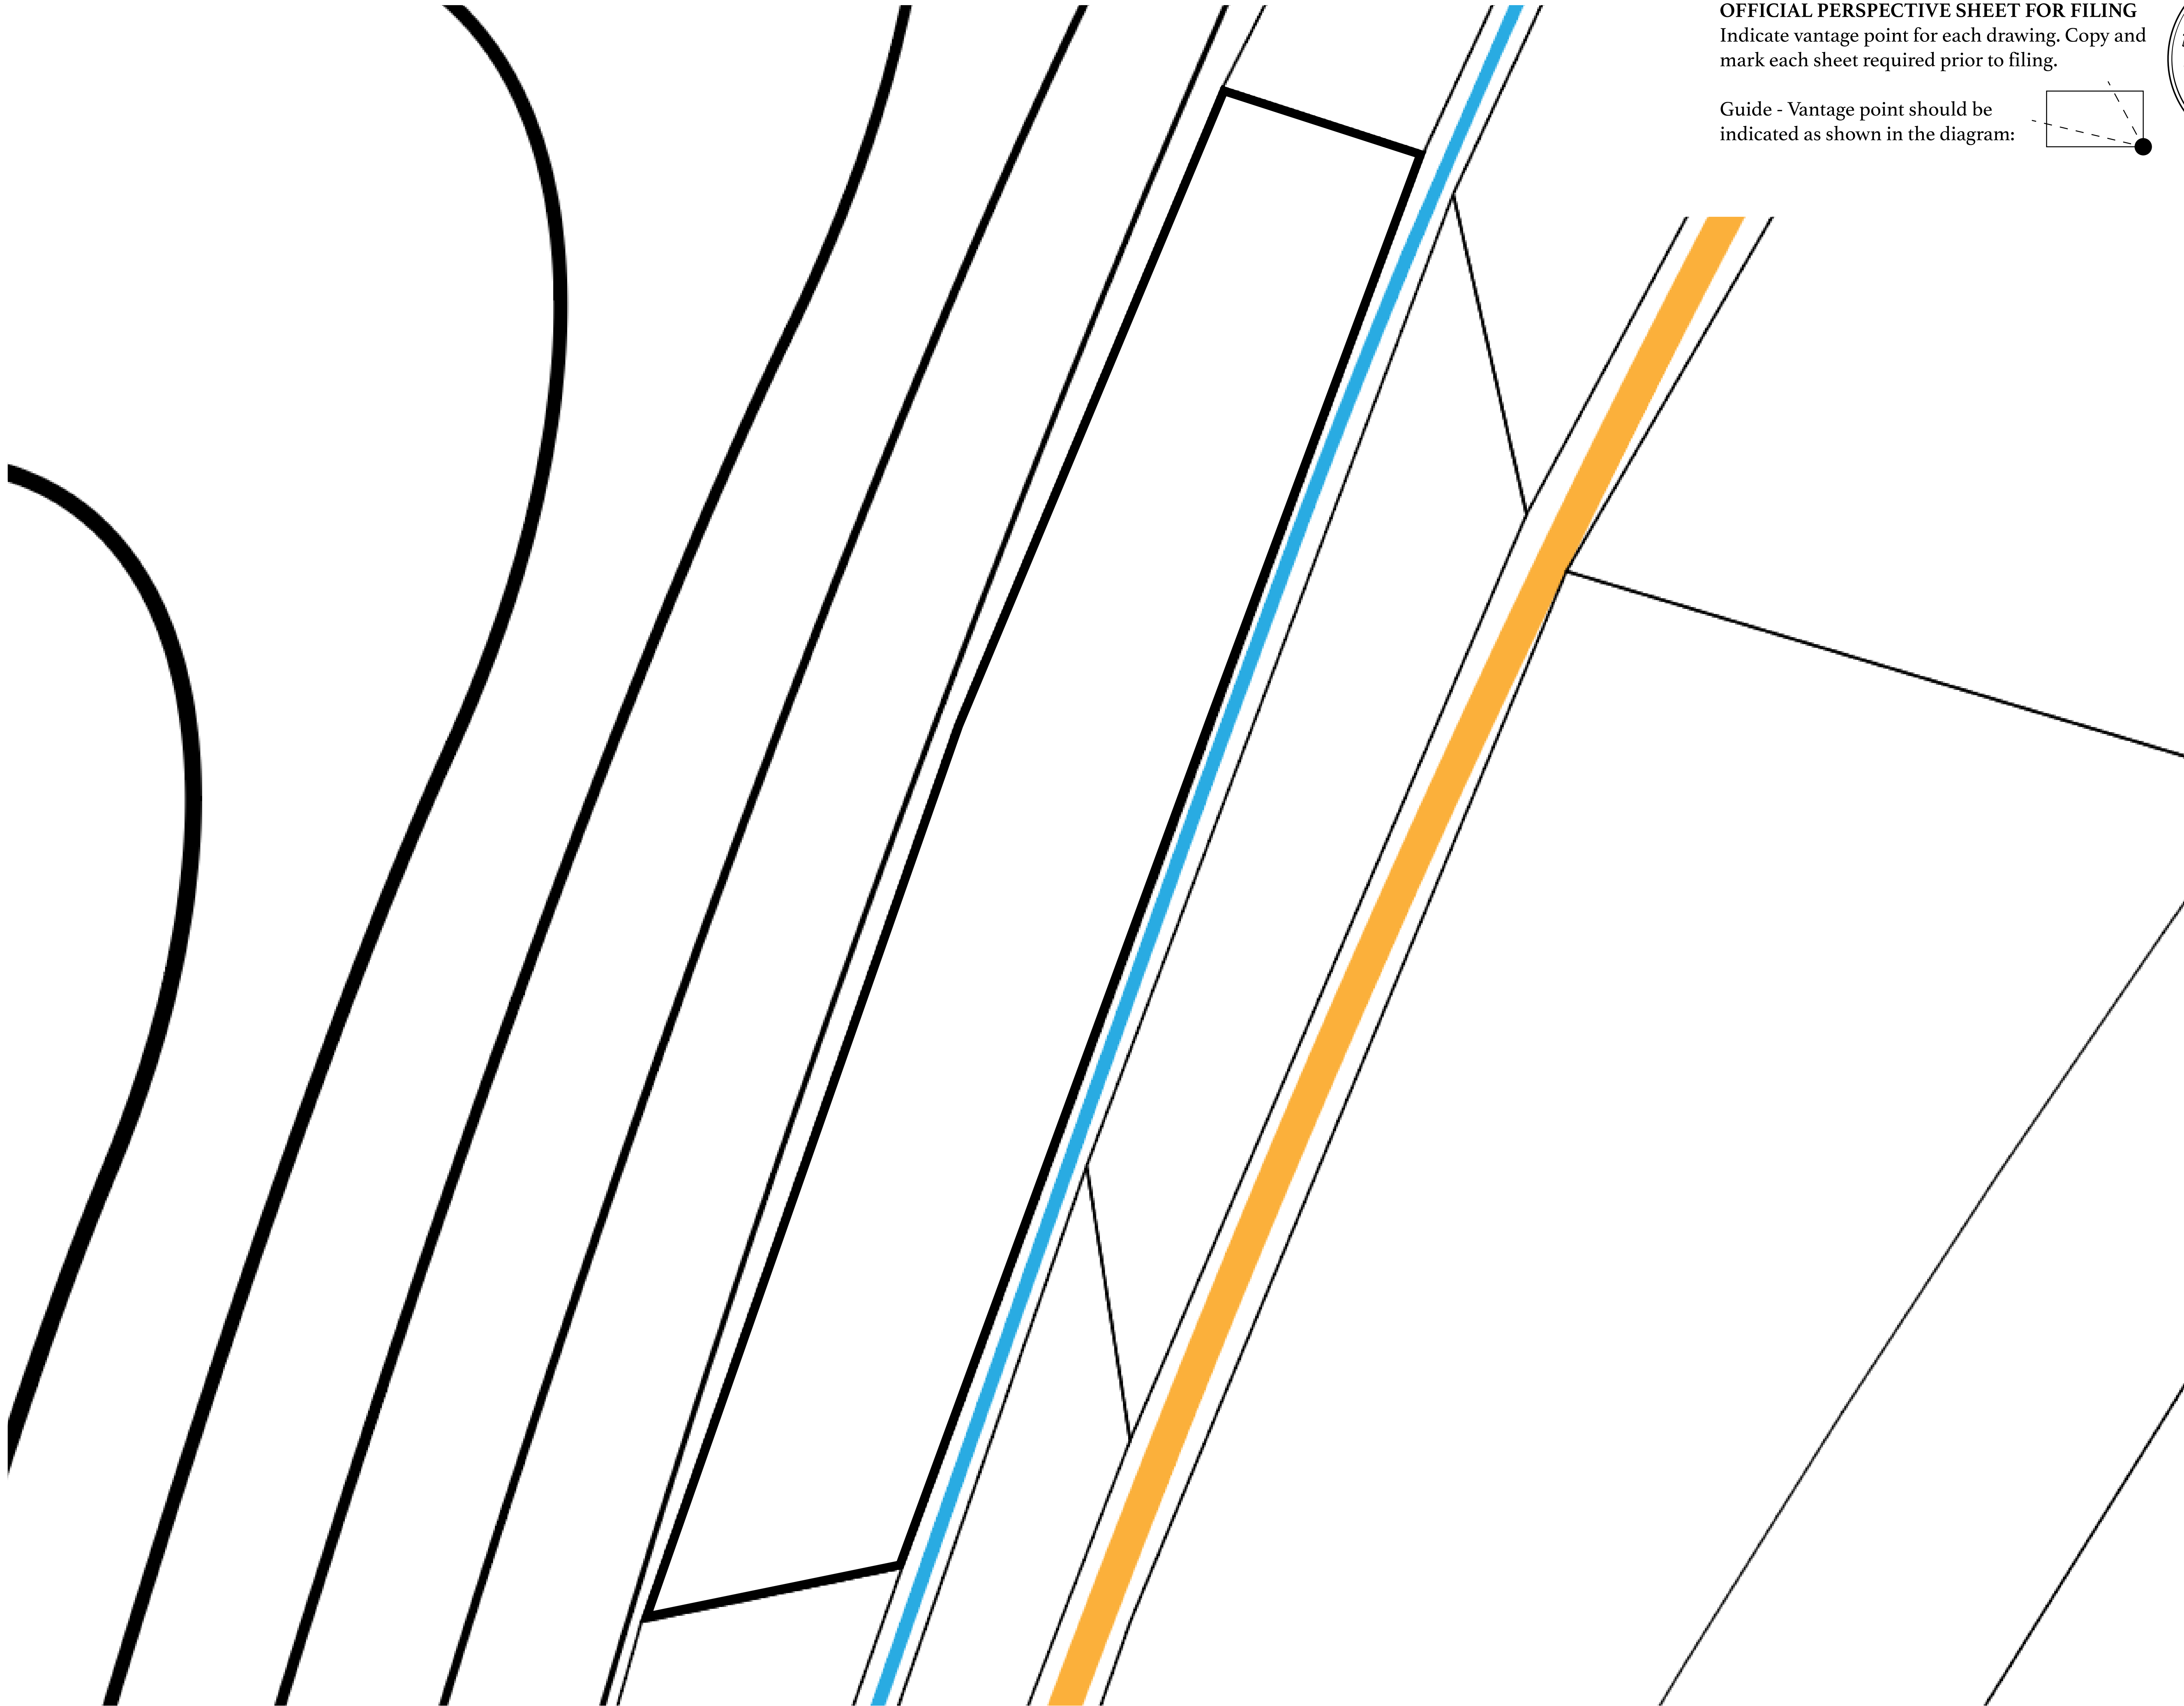 OFFICIAL PERSPECTIVE SHEET FOR FILING
Indicate vantage point for each drawing. Copy and
mark each sheet required prior to filing.
Guide - Vantage point should be
indicated as shown in the diagram: